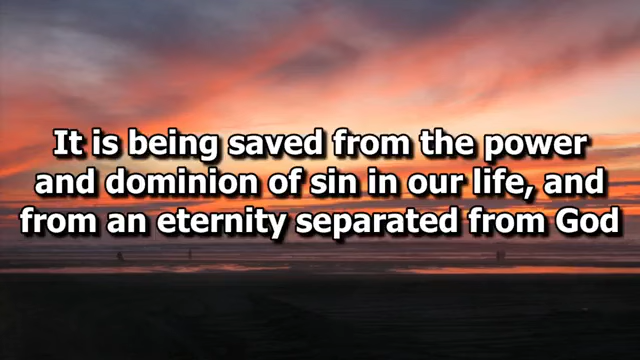 It is being saved from the power
and dominion of sin in our life, and
from an eternity separated from God